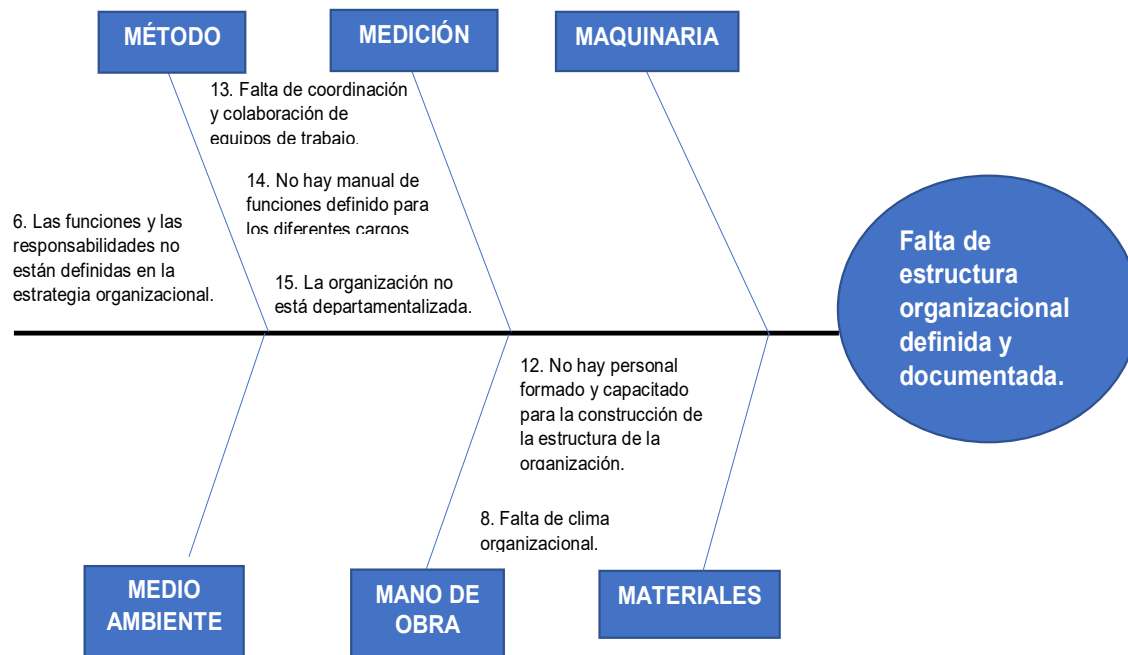 MÉTODO
MEDICIÓN
MAQUINARIA
13. Falta de coordinación
y colaboración de
equipos de trabajo.
14. No hay manual de
funciones definido para
los diferentes cargos
6. Las funciones y las
responsabilidades no
están definidas en la
estrategia organizacional.
15. La organización no
está departamentalizada.
Falta de
estructura
organizacional
definida y
documentada.
12. No hay personal
formado y capacitado
para la construcción de
la estructura de la
organización.
8. Falta de clima
organizacional.
MEDIO
AMBIENTE
MANO DE
OBRA
MATERIALES